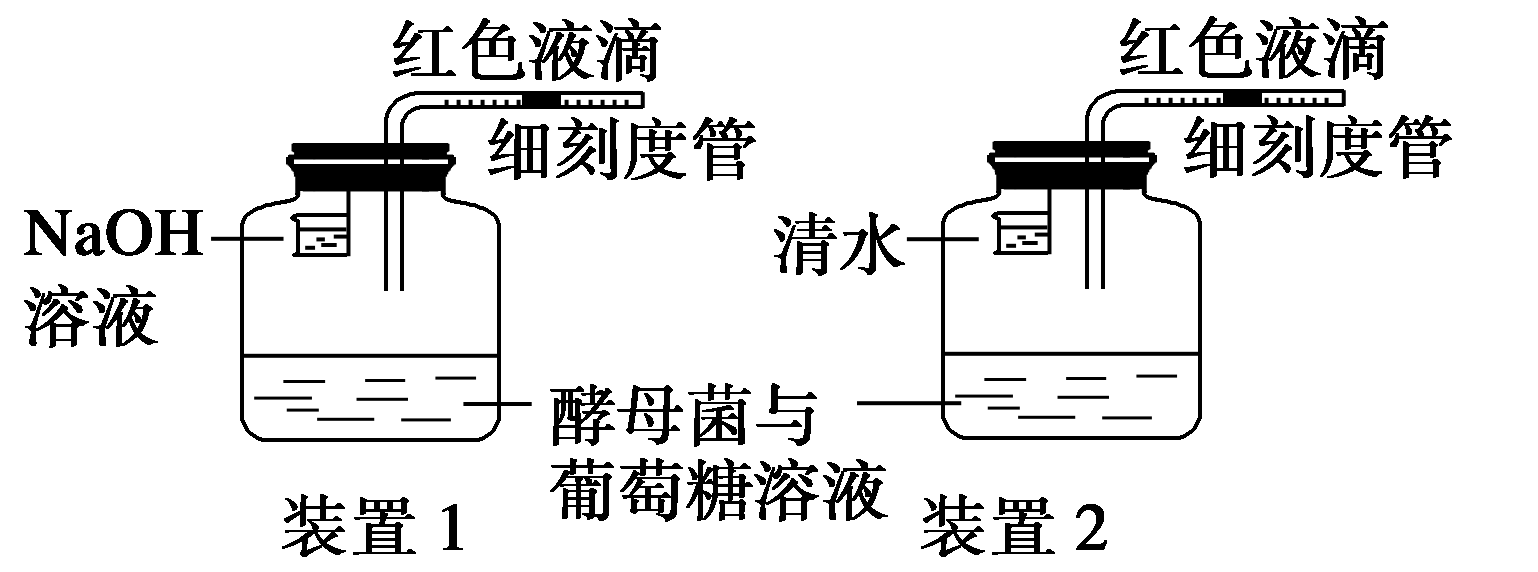 红色液滴
细刻度管
NaOH
溶液
装置 1
红色液滴
细刻度管
清水
酵母菌与
葡萄糖溶液
装置 2